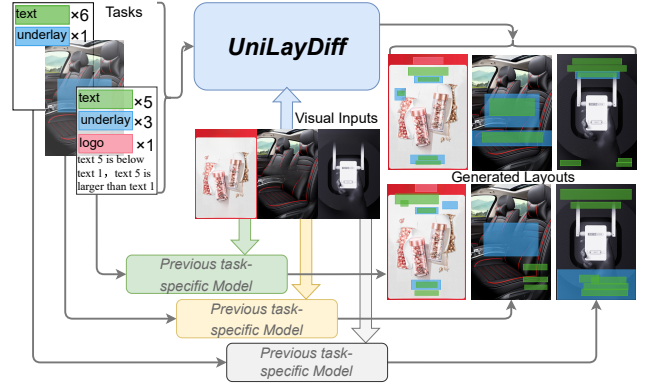 text ×6
underlay ×1
Tasks
text ×5
underlay ×3
logo ×1
text 5 is below
text 1, text 5 is
larger than text 1
UniLayDiff
Visual Inputs
Generated Layouts
Previous task-
specific Model
Previous task-
specific Model
Previous task-
specific Model